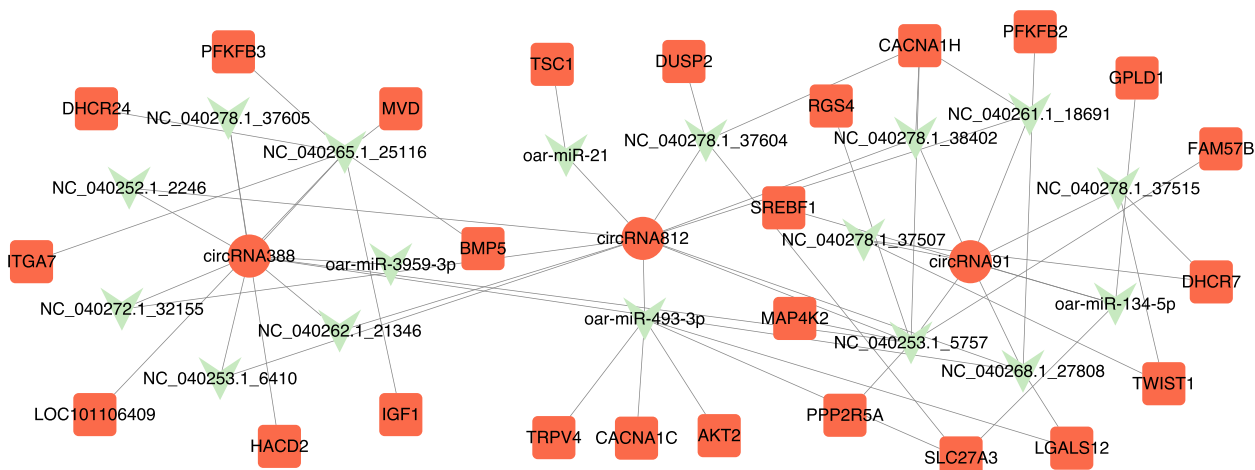 PFKFB2
CACNA1H
PFKFB3
DUSP2
TSC1
GPLD1
RGS4
DHCR24
MVD
NC_040278.1_37605
NC_040261.1_18691
NC_040278.1_38402
NC_040278.1_37604
FAM57B
NC_040265.1_25116
oar-miR-21
NC_040252.1_2246
NC_040278.1_37515
SREBF1
circRNA812
NC_040278.1_37507
BMP5
circRNA388
ITGA7
oar-miR-3959-3p
circRNA91
DHCR7
NC_040272.1_32155
oar-miR-134-5p
oar-miR-493-3p
MAP4K2
NC_040262.1_21346
NC_040253.1_5757
NC_040268.1_27808
NC_040253.1_6410
TWIST1
LOC101106409
IGF1
PPP2R5A
TRPV4
CACNA1C
AKT2
HACD2
LGALS12
SLC27A3